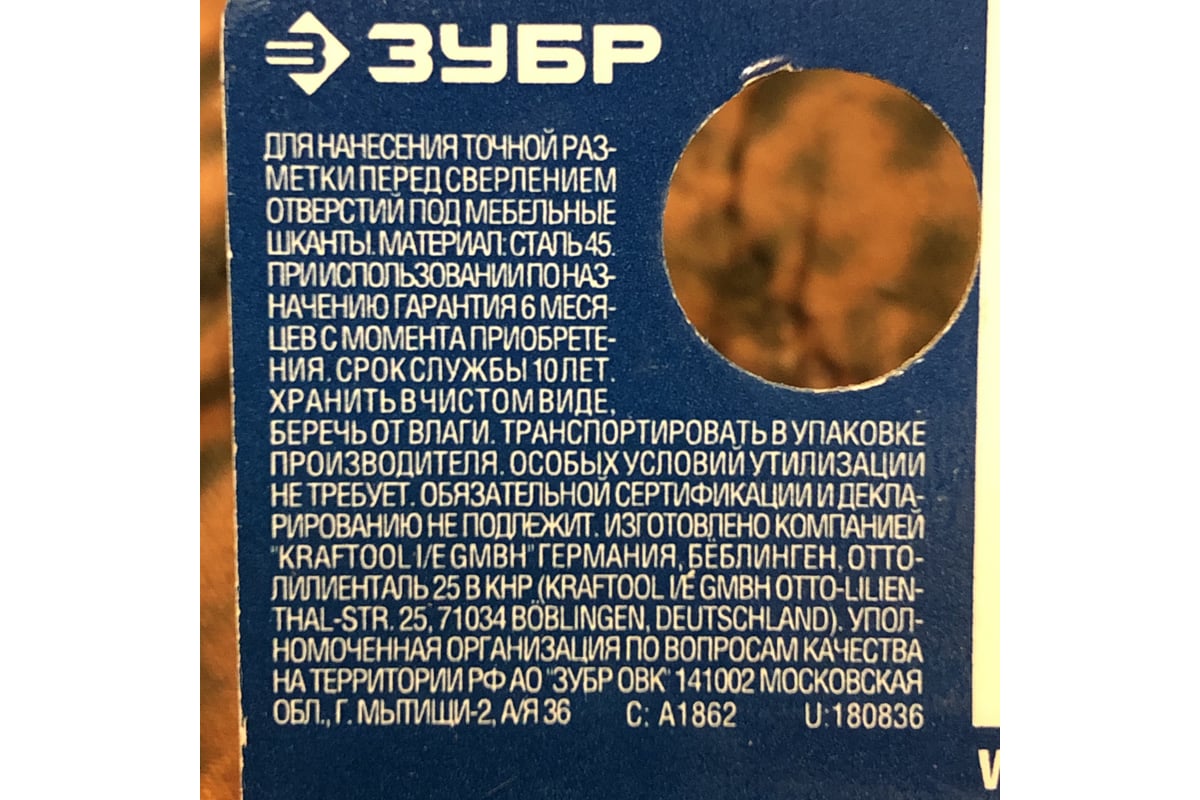 ЗУБР
ДЛЯ НАНЕСЕНИЯ ТОЧНОЙ РАЗ-
МЕТКИ ПЕРЕД СВЕРЛЕНИЕМ
ОТВЕРСТИЙ ПОД МЕБЕЛЬНЫЕ
ШКАНТЫ. МАТЕРИАЛ: СТАЛЬ 45.
ПРИ ИСПОЛЬЗОВАНИИ ПО НАЗ-
НАЧЕНИЮ ГАРАНТИЯ 6 МЕСЯ-
ЦЕВ С МОМЕНТА ПРИОБРЕТЕ-
НИЯ. СРОК СЛУЖБЫ 10 ЛЕТ.
ХРАНИТЬ В ЧИСТОМ ВИДЕ,
БЕРЕЧЬ ОТ ВЛАГИ. ТРАНСПОРТИРОВАТЬ В УПАКОВКЕ
ПРОИЗВОДИТЕЛЯ. ОСОБЫХ УСЛОВИЙ УТИЛИЗАЦИИ
НЕ ТРЕБУЕТ. ОБЯЗАТЕЛЬНОЙ СЕРТИФИКАЦИИ И ДЕКЛА-
РИРОВАНИЮ НЕ ПОДЛЕЖИТ. ИЗГОТОВЛЕНО КОМПАНИЕЙ
"KRAFTOOL I/E GMBH" ГЕРМАНИЯ, БЁБЛИНГЕН, ОТТО-
ЛИЛИЕНТАЛЬ 25 В КНР (KRAFTOOL I/E GMBH OTTO-LILIEN-
THAL-STR. 25, 71034 BÖBLINGEN, DEUTSCHLAND). УПОЛ-
НОМОЧЕННАЯ ОРГАНИЗАЦИЯ ПО ВОПРОСАМ КАЧЕСТВА
НА ТЕРРИТОРИИ РФ АО "ЗУБР ОВК" 141002 МОСКОВСКАЯ
ОБЛ., Г. МЫТИЩИ-2, А/Я 36 C: A1862 U:180836